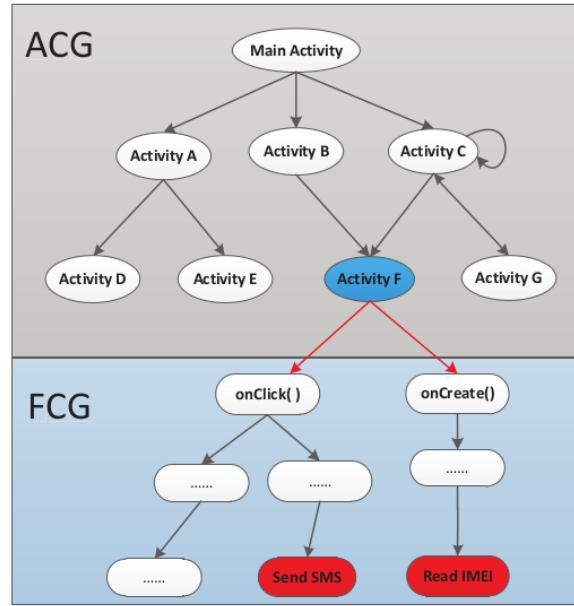 ACG
Main Activity
Activity A
Activity B
Activity C
Activity D
Activity E
Activity F
Activity G
FCG
onClick( )
onCreate()
......
......
......
......
Send SMS
Read IMEI